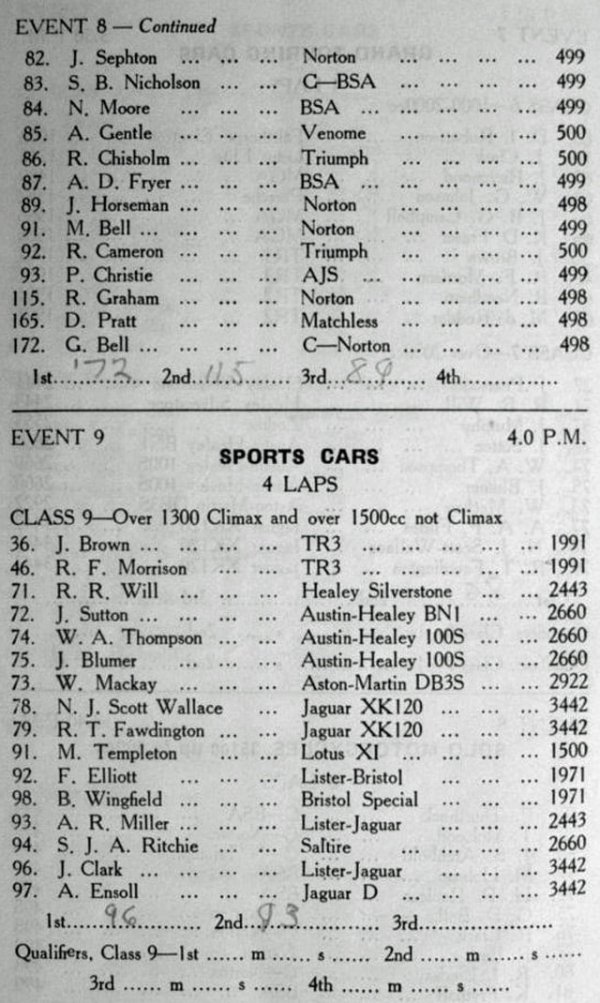 EVENT 8 — Continued
82. J. Sephton ... ... ... Norton ... ... ... ... 499
83. S. B. Nicholson ... ... C—BSA ... ... ... ... 499
84. N. Moore ... ... ... BSA ... ... ... ... ... 499
85. A. Gentle ... ... ... Venome ... ... ... ... 500
86. R. Chisholm ... ... ... Triumph ... ... ... ... 500
87. A. D. Fryer ... ... ... BSA ... ... ... ... ... 499
89. J. Horseman ... ... ... Norton ... ... ... ... 498
91. M. Bell ... ... ... ... Norton ... ... ... ... 499
92. R. Cameron ... ... ... Triumph ... ... ... ... 500
93. P. Christie ... ... ... AJS ... ... ... ... ... 499
115. R. Graham ... ... ... Norton ... ... ... ... 498
165. D. Pratt ... ... ... Matchless ... ... ... ... 498
172. G. Bell ... ... ... ... C—Norton ... ... ... ... 498
1st...172... 2nd...115... 3rd...89... 4th...............
EVENT 9 4.0 P.M.
SPORTS CARS
4 LAPS
CLASS 9—Over 1300 Climax and over 1500cc not Climax
36. J. Brown ... ... ... ... TR3 ... ... ... ... ... 1991
46. R. F. Morrison ... ... TR3 ... ... ... ... ... 1991
71. R. R. Will ... ... ... Healey Silverstone ... ... 2443
72. J. Sutton ... ... ... ... Austin-Healey BN1 ... ... 2660
74. W. A. Thompson ... ... Austin-Healey 100S ... ... 2660
75. J. Blumer ... ... ... Austin-Healey 100S ... ... 2660
73. W. Mackay ... ... ... Aston-Martin DB3S ... ... 2922
78. N. J. Scott Wallace ... Jaguar XK120 ... ... ... 3442
79. R. T. Fawdington ... ... Jaguar XK120 ... ... ... 3442
91. M. Templeton ... ... Lotus XI ... ... ... ... 1500
92. F. Elliott ... ... ... Lister-Bristol ... ... ... 1971
98. B. Wingfield ... ... ... Bristol Special ... ... ... 1971
93. A. R. Miller ... ... ... Lister-Jaguar ... ... ... 2443
94. S. J. A. Ritchie ... ... Saltire ... ... ... ... 2660
96. J. Clark ... ... ... ... Lister-Jaguar ... ... ... 3442
97. A. Ensoll ... ... ... Jaguar D ... ... ... ... 3442
1st...96... 2nd...93... 3rd.....................
Qualifiers, Class 9—1st ...... m ...... s ...... 2nd ...... m ...... s ......
3rd ...... m ...... s ...... 4th ...... m ...... s ......